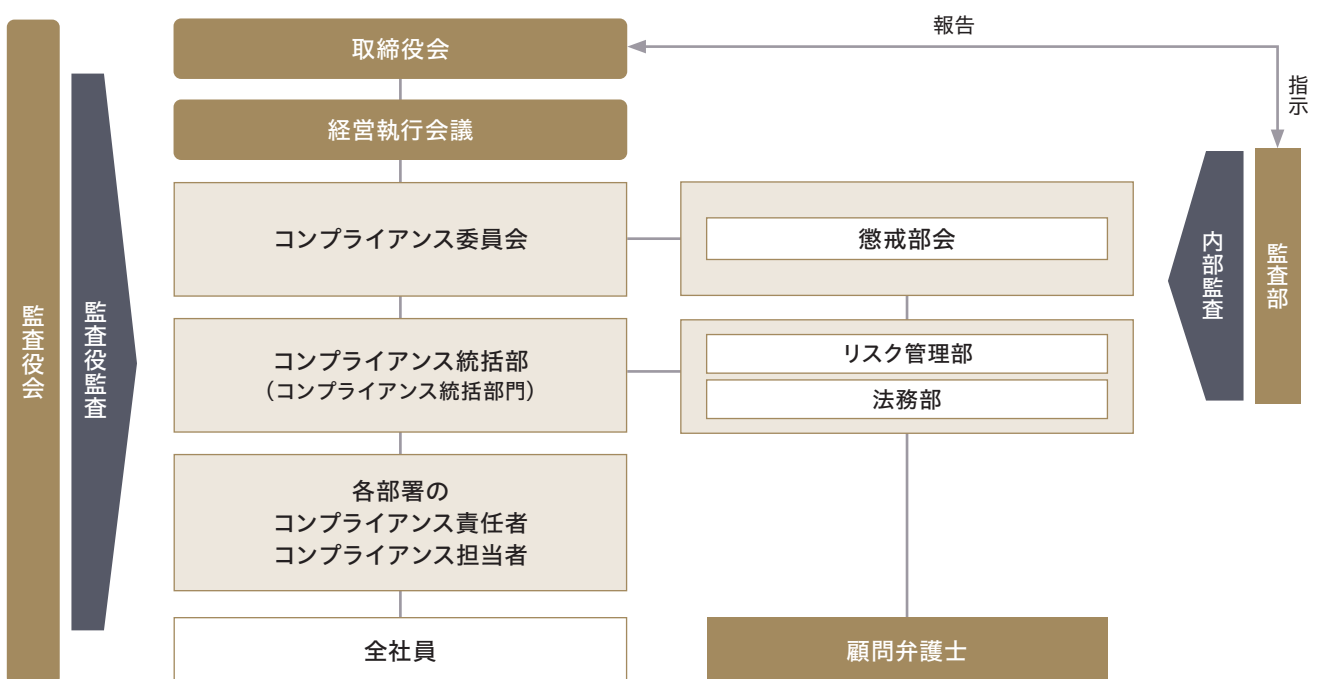 報告
取締役会
指示
経営執行会議
コンプライアンス委員会
懲戒部会
内部監査
監査部
監査役会
監査役監査
コンプライアンス統括部
（コンプライアンス統括部門）
リスク管理部
法務部
各部署の
コンプライアンス責任者
コンプライアンス担当者
全社員
顧問弁護士